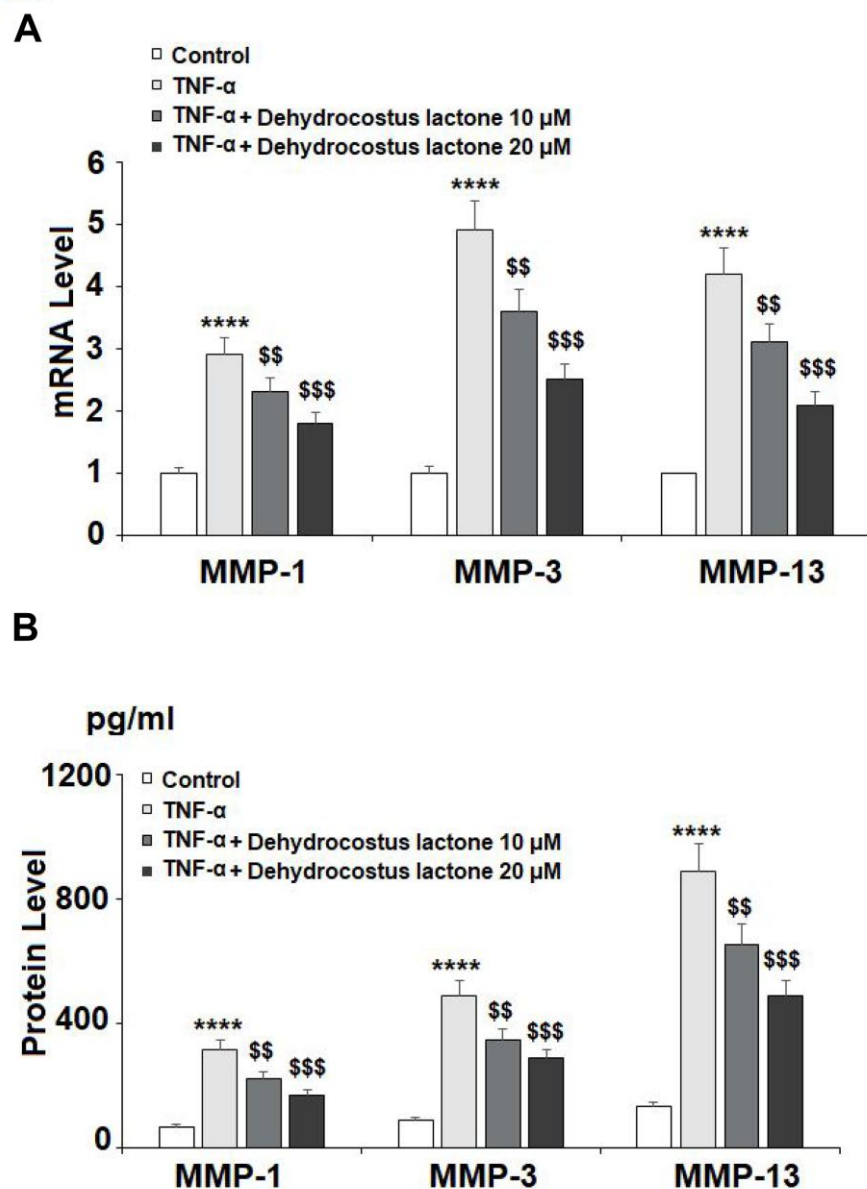 A
Control
TNF-α
TNF-α + Dehydrocostus lactone 10 μM
TNF-α + Dehydrocostus lactone 20 μM
mRNA Level
6
5
4
3
2
1
0
**** $$ $$$
**** $$ $$$
**** $$ $$$
MMP-1 MMP-3 MMP-13
B
pg/ml
Protein Level
1200
800
400
0
Control
TNF-α
TNF-α + Dehydrocostus lactone 10 μM
TNF-α + Dehydrocostus lactone 20 μM
**** $$ $$$
**** $$ $$$
**** $$ $$$
MMP-1 MMP-3 MMP-13